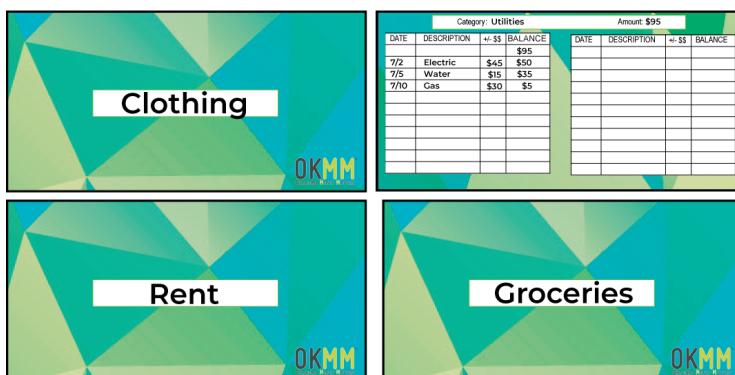 Clothing
OKMM
Category: Utilities Amount: $95
DATE DESCRIPTION +/- $$ BALANCE DATE DESCRIPTION +/- $$ BALANCE
$95
7/2 Electric $45 $50
7/5 Water $15 $35
7/10 Gas $30 $5
Rent
OKMM
Groceries
OKMM